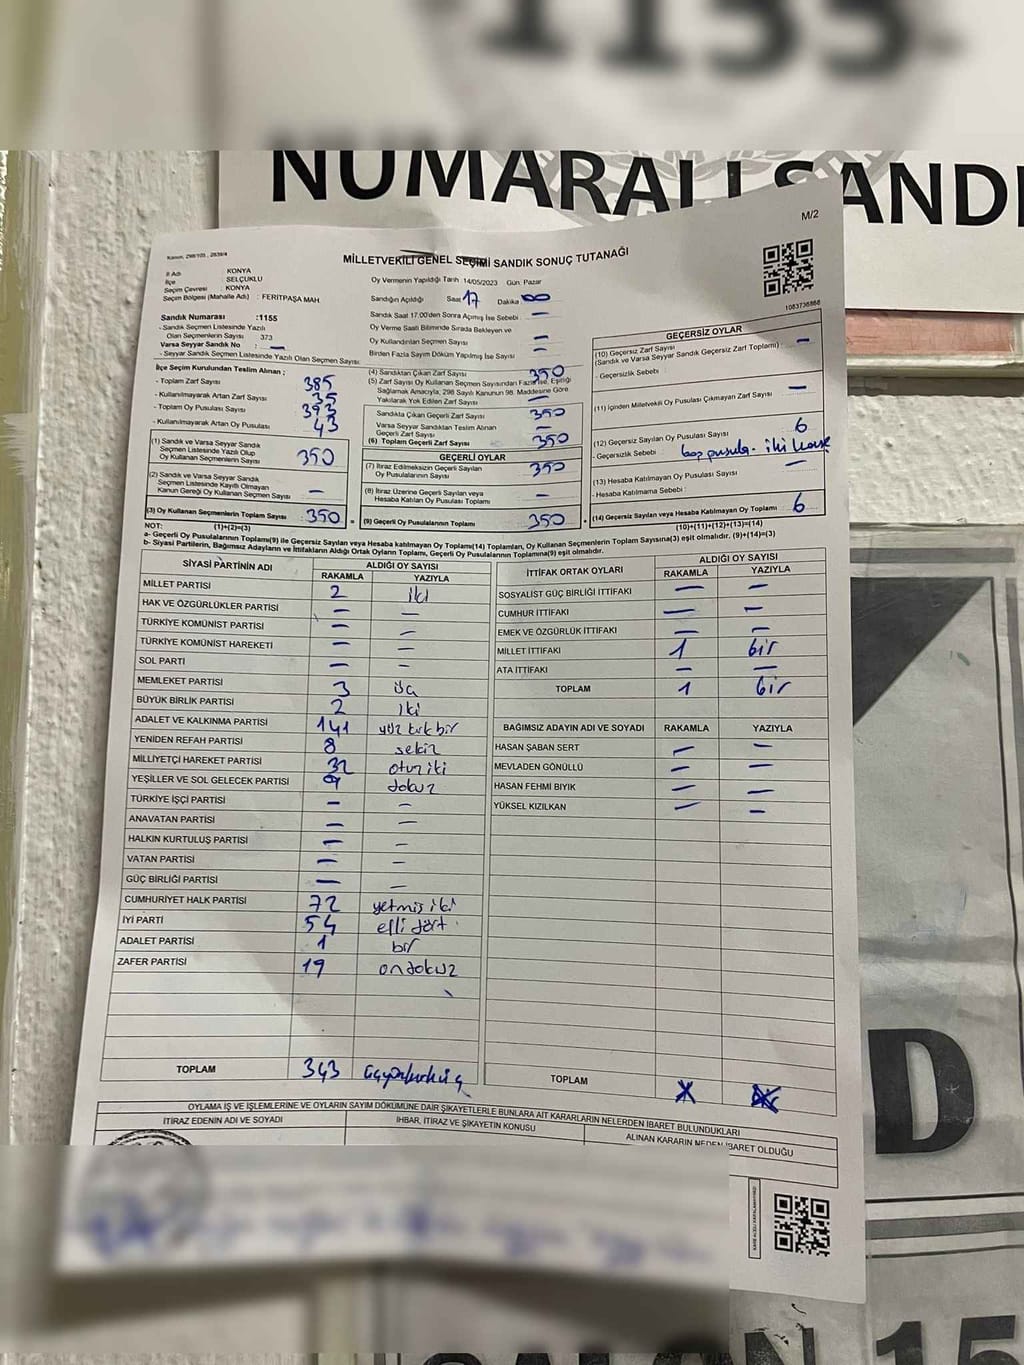 NUMARALI SANDI
M/2
Kanun, 298/105 , 2839/4
MİLLETVEKİLİ GENEL SEÇİMİ SANDIK SONUÇ TUTANAĞI
İl Adı : KONYA
İlçe : SELÇUKLU
Seçim Çevresi : KONYA
Seçim Bölgesi (Mahalle Adı) : FERİTPAŞA MAH.
Oy Vermenin Yapıldığı Tarih 14/05/2023 Gün: Pazar
Sandığın Açıldığı Saat 17 Dakika 00
1083736868
Sandık Numarası :1155
- Sandık Seçmen Listesinde Yazılı
Olan Seçmenlerin Sayısı 373
Varsa Seyyar Sandık No : —
- Seyyar Sandık Seçmen Listesinde Yazılı Olan Seçmen Sayısı:
Sandık Saat 17.00'den Sonra Açılmış İse Sebebi : —
Oy Verme Saati Bitiminde Sırada Bekleyen ve
Oy Kullandırılan Seçmen Sayısı —
Birden Fazla Sayım Dökümü Yapılmış İse Sayısı —
İlçe Seçim Kurulundan Teslim Alınan ;
- Toplam Zarf Sayısı 385
- Kullanılmayarak Artan Zarf Sayısı 35
- Toplam Oy Pusulası Sayısı 393
- Kullanılmayarak Artan Oy Pusulası 43
(1) Sandık ve Varsa Seyyar Sandık
Seçmen Listesinde Yazılı Olup
Oy Kullanan Seçmenlerin Sayısı 350
(2) Sandık ve Varsa Seyyar Sandık
Seçmen Listesinde Kayıtlı Olmayan
Kanun Gereği Oy Kullanan Seçmen Sayısı —
(3) Oy Kullanan Seçmenlerin Toplam Sayısı 350
(4) Sandıktan Çıkan Zarf Sayısı 350
(5) Zarf Sayısı Oy Kullanan Seçmen Sayısından Fazla ise, Eşitliği
Sağlamak Amacıyla, 298 Sayılı Kanunun 98. Maddesine Göre
Yakılarak Yok Edilen Zarf Sayısı —
Sandıkta Çıkan Geçerli Zarf Sayısı 350
Varsa Seyyar Sandıktan Teslim Alınan
Geçerli Zarf Sayısı —
(6) Toplam Geçerli Zarf Sayısı 350
GEÇERLİ OYLAR
(7) İtiraz Edilmeksizin Geçerli Sayılan
Oy Pusulalarının Sayısı 350
(8) İtiraz Üzerine Geçerli Sayılan veya
Hesaba Katılan Oy Pusulası Toplamı —
(9) Geçerli Oy Pusulalarının Toplamı 350
GEÇERSİZ OYLAR
(10) Geçersiz Zarf Sayısı
(Sandık ve Varsa Seyyar Sandık Geçersiz Zarf Toplamı) : —
- Geçersizlik Sebebi :
(11) İçinden Milletvekili Oy Pusulası Çıkmayan Zarf Sayısı —
(12) Geçersiz Sayılan Oy Pusulası Sayısı 6
- Geçersizlik Sebebi : boş pusula - iki
(13) Hesaba Katılmayan Oy Pusulası Sayısı —
- Hesaba Katılmama Sebebi :
(14) Geçersiz Sayılan veya Hesaba Katılmayan Oy Toplamı 6
NOT: (1)+(2)=(3) (10)+(11)+(12)+(13)=(14)
a- Geçerli Oy Pusulalarının Toplamı(9) ile Geçersiz Sayılan veya Hesaba katılmayan Oy Toplamı(14) Toplamları, Oy Kullanan Seçmenlerin Toplam Sayısına(3) eşit olmalıdır. (9)+(14)=(3)
b- Siyasi Partilerin, Bağımsız Adayların ve İttifakların Aldığı Ortak Oyların Toplamı, Geçerli Oy Pusulalarının Toplamına(9) eşit olmalıdır.
SİYASİ PARTİNİN ADI ALDIĞI OY SAYISI
RAKAMLA YAZIYLA
MİLLET PARTİSİ 2 iki
HAK VE ÖZGÜRLÜKLER PARTİSİ — —
TÜRKİYE KOMÜNİST PARTİSİ — —
TÜRKİYE KOMÜNİST HAREKETİ — —
SOL PARTİ — —
MEMLEKET PARTİSİ 3 üç
BÜYÜK BİRLİK PARTİSİ 2 iki
ADALET VE KALKINMA PARTİSİ 141 yüz kırk bir
YENİDEN REFAH PARTİSİ 8 sekiz
MİLLİYETÇİ HAREKET PARTİSİ 32 otuz iki
YEŞİLLER VE SOL GELECEK PARTİSİ 9 dokuz
TÜRKİYE İŞÇİ PARTİSİ — —
ANAVATAN PARTİSİ — —
HALKIN KURTULUŞ PARTİSİ — —
VATAN PARTİSİ — —
GÜÇ BİRLİĞİ PARTİSİ — —
CUMHURİYET HALK PARTİSİ 72 yetmiş iki
İYİ PARTİ 54 elli dört
ADALET PARTİSİ 1 bir
ZAFER PARTİSİ 19 ondokuz
TOPLAM 343 üçyüzkırküç
İTTİFAK ORTAK OYLARI ALDIĞI OY SAYISI
RAKAMLA YAZIYLA
SOSYALİST GÜÇ BİRLİĞİ İTTİFAKI — —
CUMHUR İTTİFAKI — —
EMEK VE ÖZGÜRLÜK İTTİFAKI — —
MİLLET İTTİFAKI 1 bir
ATA İTTİFAKI — —
TOPLAM 1 bir
BAĞIMSIZ ADAYIN ADI VE SOYADI RAKAMLA YAZIYLA
HASAN ŞABAN SERT — —
MEVLADEN GÖNÜLLÜ — —
HASAN FEHMİ BIYIK — —
YÜKSEL KIZILKAN — —
TOPLAM
OYLAMA İŞ VE İŞLEMLERİNE VE OYLARIN SAYIM DÖKÜMÜNE DAİR ŞİKAYETLERLE BUNLARA AİT KARARLARIN NELERDEN İBARET BULUNDUKLARI
İTİRAZ EDENİN ADI VE SOYADI İHBAR, İTİRAZ VE ŞİKAYETİN KONUSU ALINAN KARARIN NEDEN İBARET OLDUĞU
D